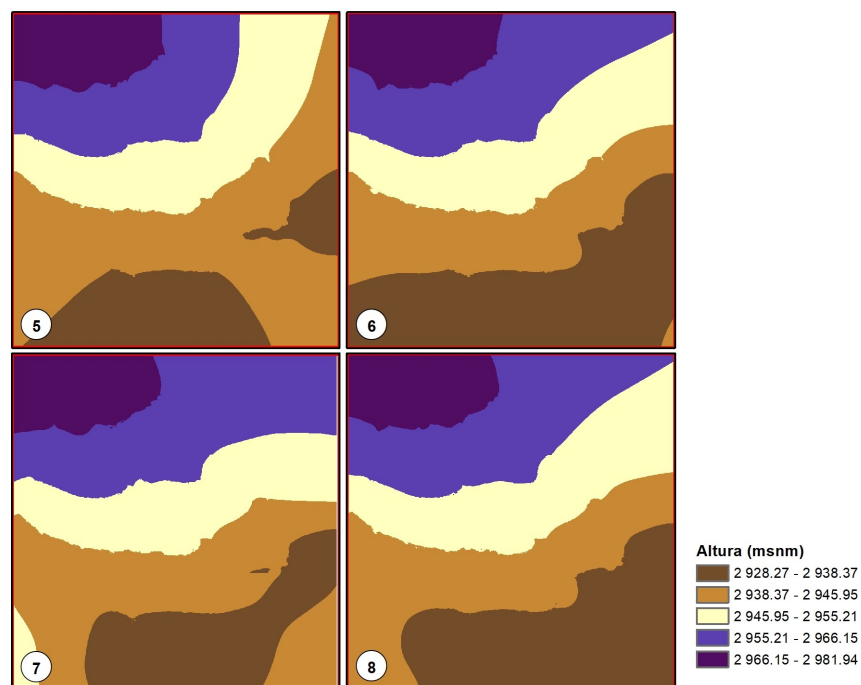 5
6
7
8
Altura (msnm)
2 928.27 - 2 938.37
2 938.37 - 2 945.95
2 945.95 - 2 955.21
2 955.21 - 2 966.15
2 966.15 - 2 981.94